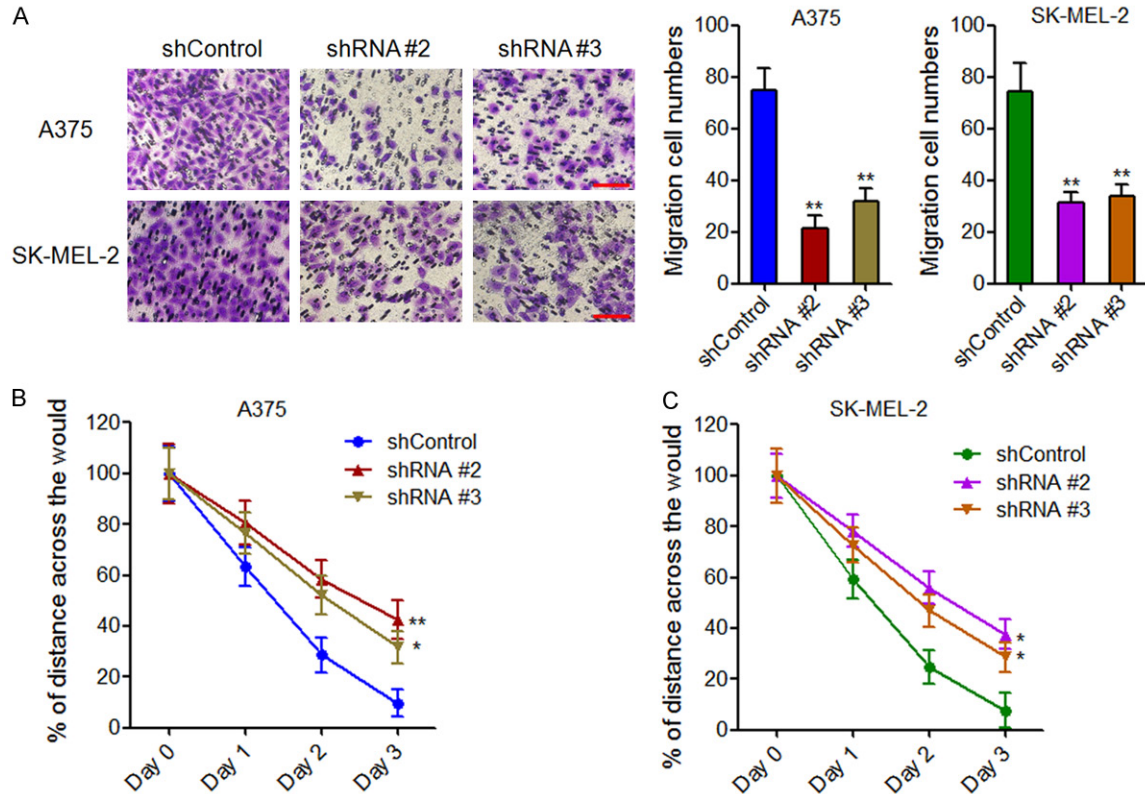 A
shControl
shRNA #2
shRNA #3
A375
SK-MEL-2
A375
Migration cell numbers
100
80
60
40
20
0
**
**
shControl
shRNA #2
shRNA #3
SK-MEL-2
Migration cell numbers
100
80
60
40
20
0
**
**
shControl
shRNA #2
shRNA #3
B
A375
% of distance across the would
120
100
80
60
40
20
0
shControl
shRNA #2
shRNA #3
**
*
Day 0
Day 1
Day 2
Day 3
C
SK-MEL-2
% of distance across the would
120
100
80
60
40
20
0
shControl
shRNA #2
shRNA #3
*
*
Day 0
Day 1
Day 2
Day 3